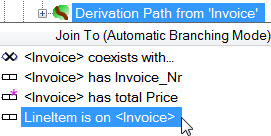 Derivation Path from 'Invoice'
Join To (Automatic Branching Mode)
<Invoice> coexists with...
<Invoice> has Invoice_Nr
<Invoice> has total Price
LineItem is on <Invoice>